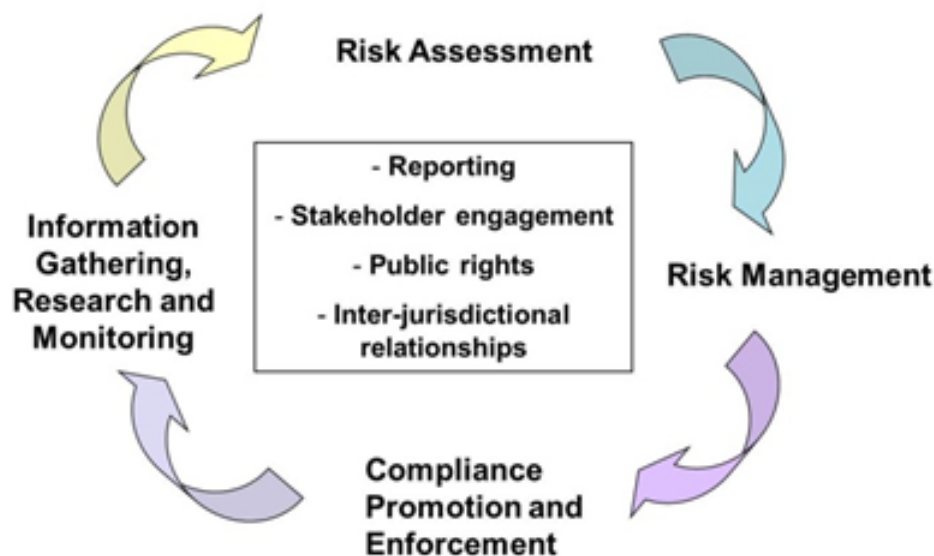 Risk Assessment
- Reporting
- Stakeholder engagement
- Public rights
- Inter-jurisdictional
relationships
Information
Gathering,
Research and
Monitoring
Risk Management
Compliance
Promotion and
Enforcement